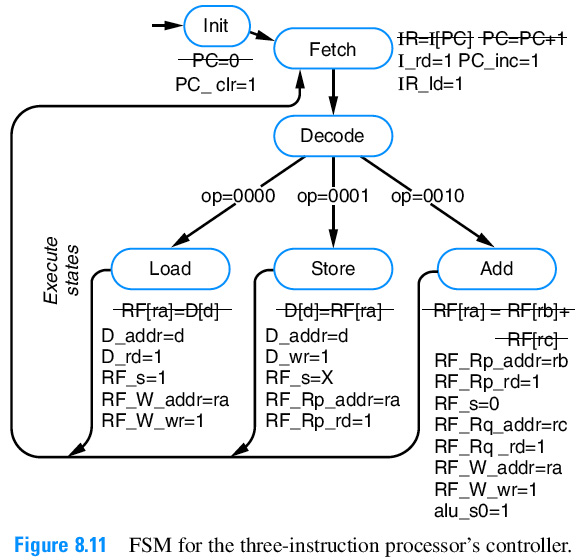 Init
PC=0
PC_ clr=1
Fetch
IR=I[PC] PC=PC+1
I_rd=1 PC_inc=1
IR_ld=1
Decode
op=0000
op=0001
op=0010
Execute
states
Load
RF[ra]=D[d]
D_addr=d
D_rd=1
RF_s=1
RF_W_addr=ra
RF_W_wr=1
Store
D[d]=RF[ra]
D_addr=d
D_wr=1
RF_s=X
RF_Rp_addr=ra
RF_Rp_rd=1
Add
RF[ra] = RF[rb]+
RF[rc]
RF_Rp_addr=rb
RF_Rp_rd=1
RF_s=0
RF_Rq_addr=rc
RF_Rq _rd=1
RF_W_addr=ra
RF_W_wr=1
alu_s0=1
Figure 8.11 FSM for the three-instruction processor's controller.